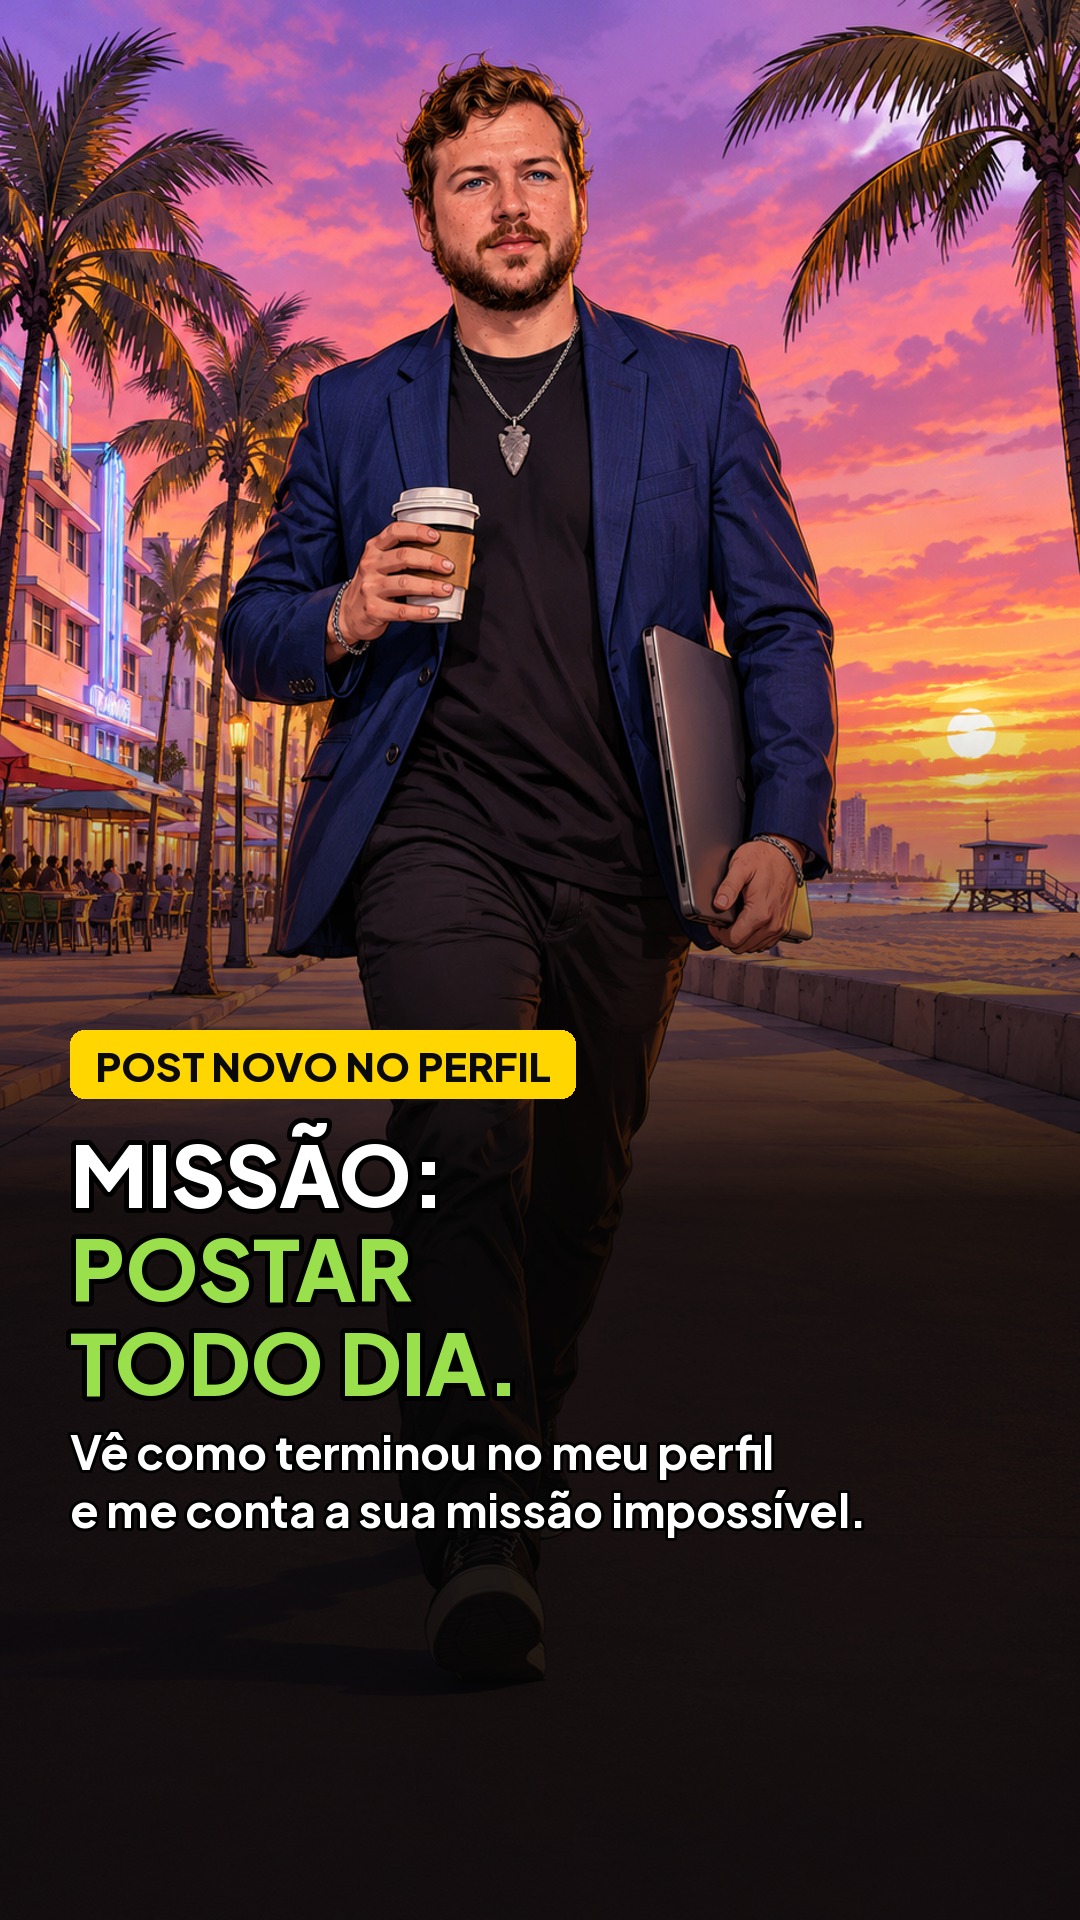 POST NOVO NO PERFIL
MISSÃO:
POSTAR
TODO DIA.
Vê como terminou no meu perfil
e me conta a sua missão impossível.